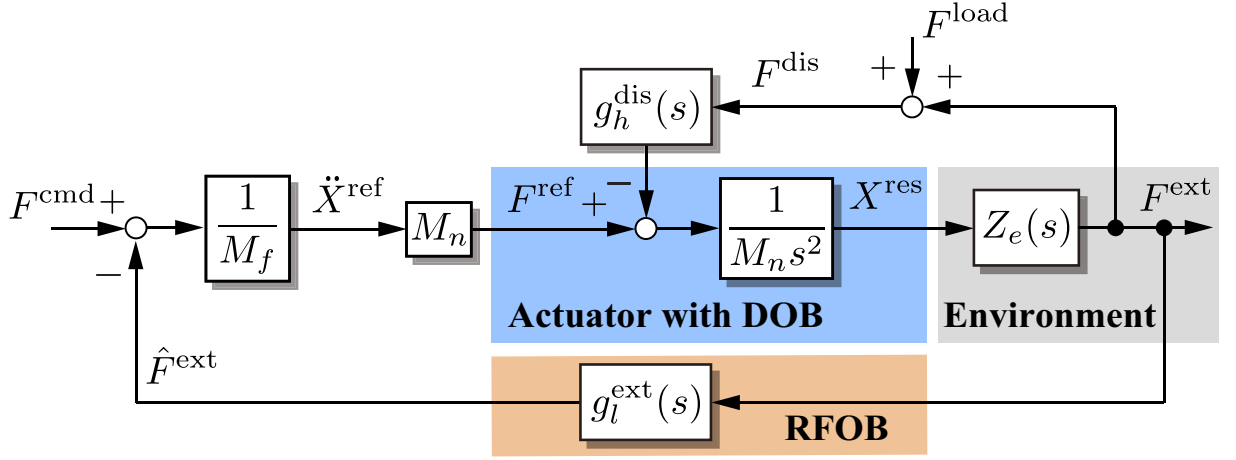 F^load
+ +
F^dis
g_h^dis(s)
F^cmd +
−
1/M_f
Ẍ^ref
M_n
F^ref + −
1/(M_n s^2)
X^res
Z_e(s)
F^ext
Actuator with DOB
Environment
F̂^ext
g_l^ext(s)
RFOB